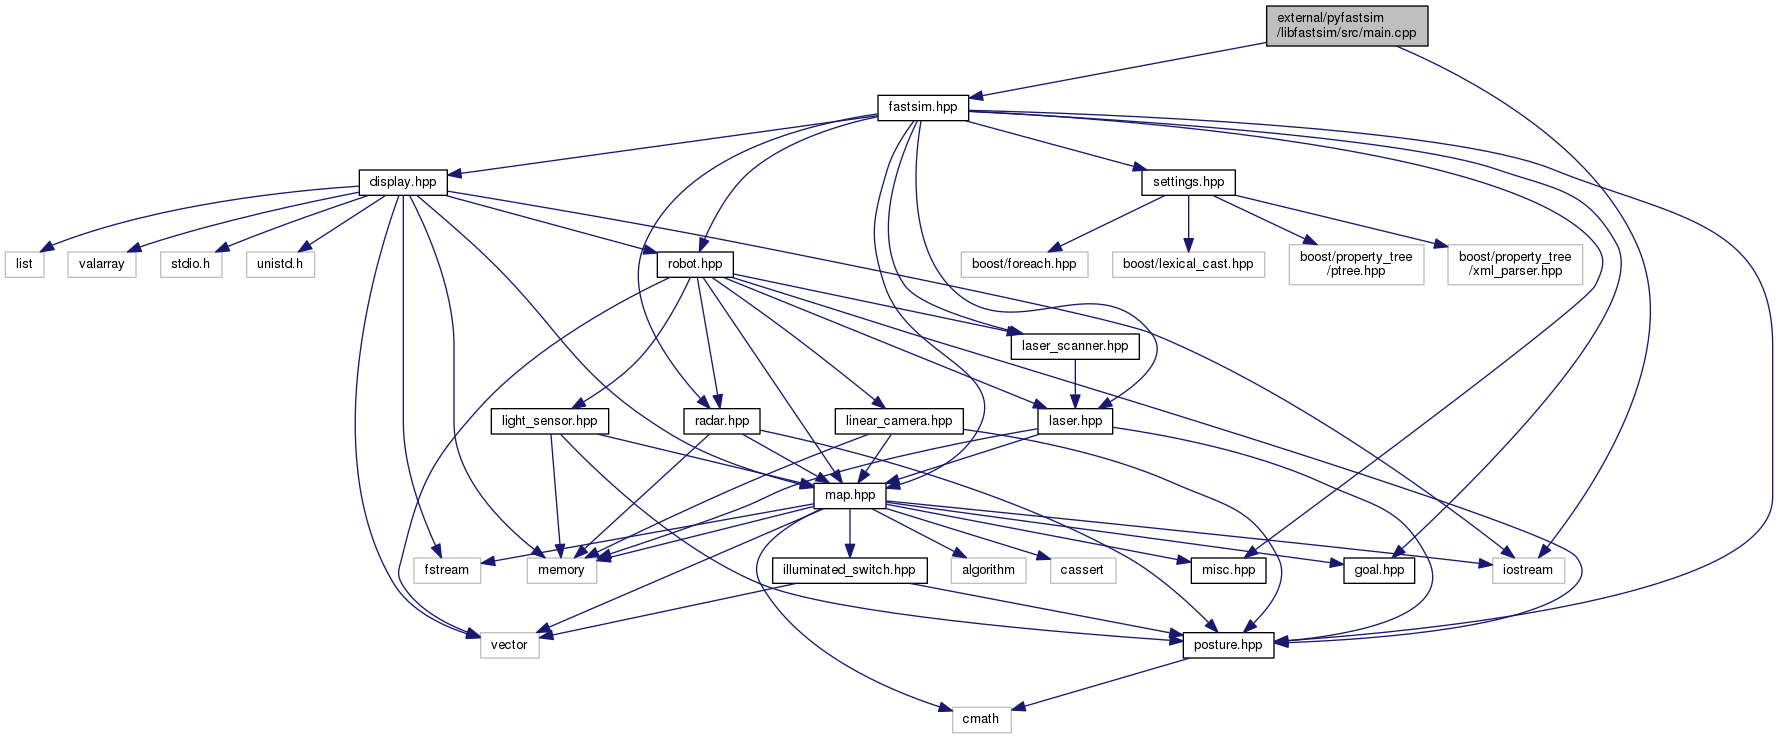 external/pyfastsim
/libfastsim/src/main.cpp
fastsim.hpp
display.hpp
settings.hpp
list
valarray
stdio.h
unistd.h
robot.hpp
boost/foreach.hpp
boost/lexical_cast.hpp
boost/property_tree
/ptree.hpp
boost/property_tree
/xml_parser.hpp
laser_scanner.hpp
light_sensor.hpp
radar.hpp
linear_camera.hpp
laser.hpp
map.hpp
fstream
memory
illuminated_switch.hpp
algorithm
cassert
misc.hpp
goal.hpp
iostream
vector
posture.hpp
cmath